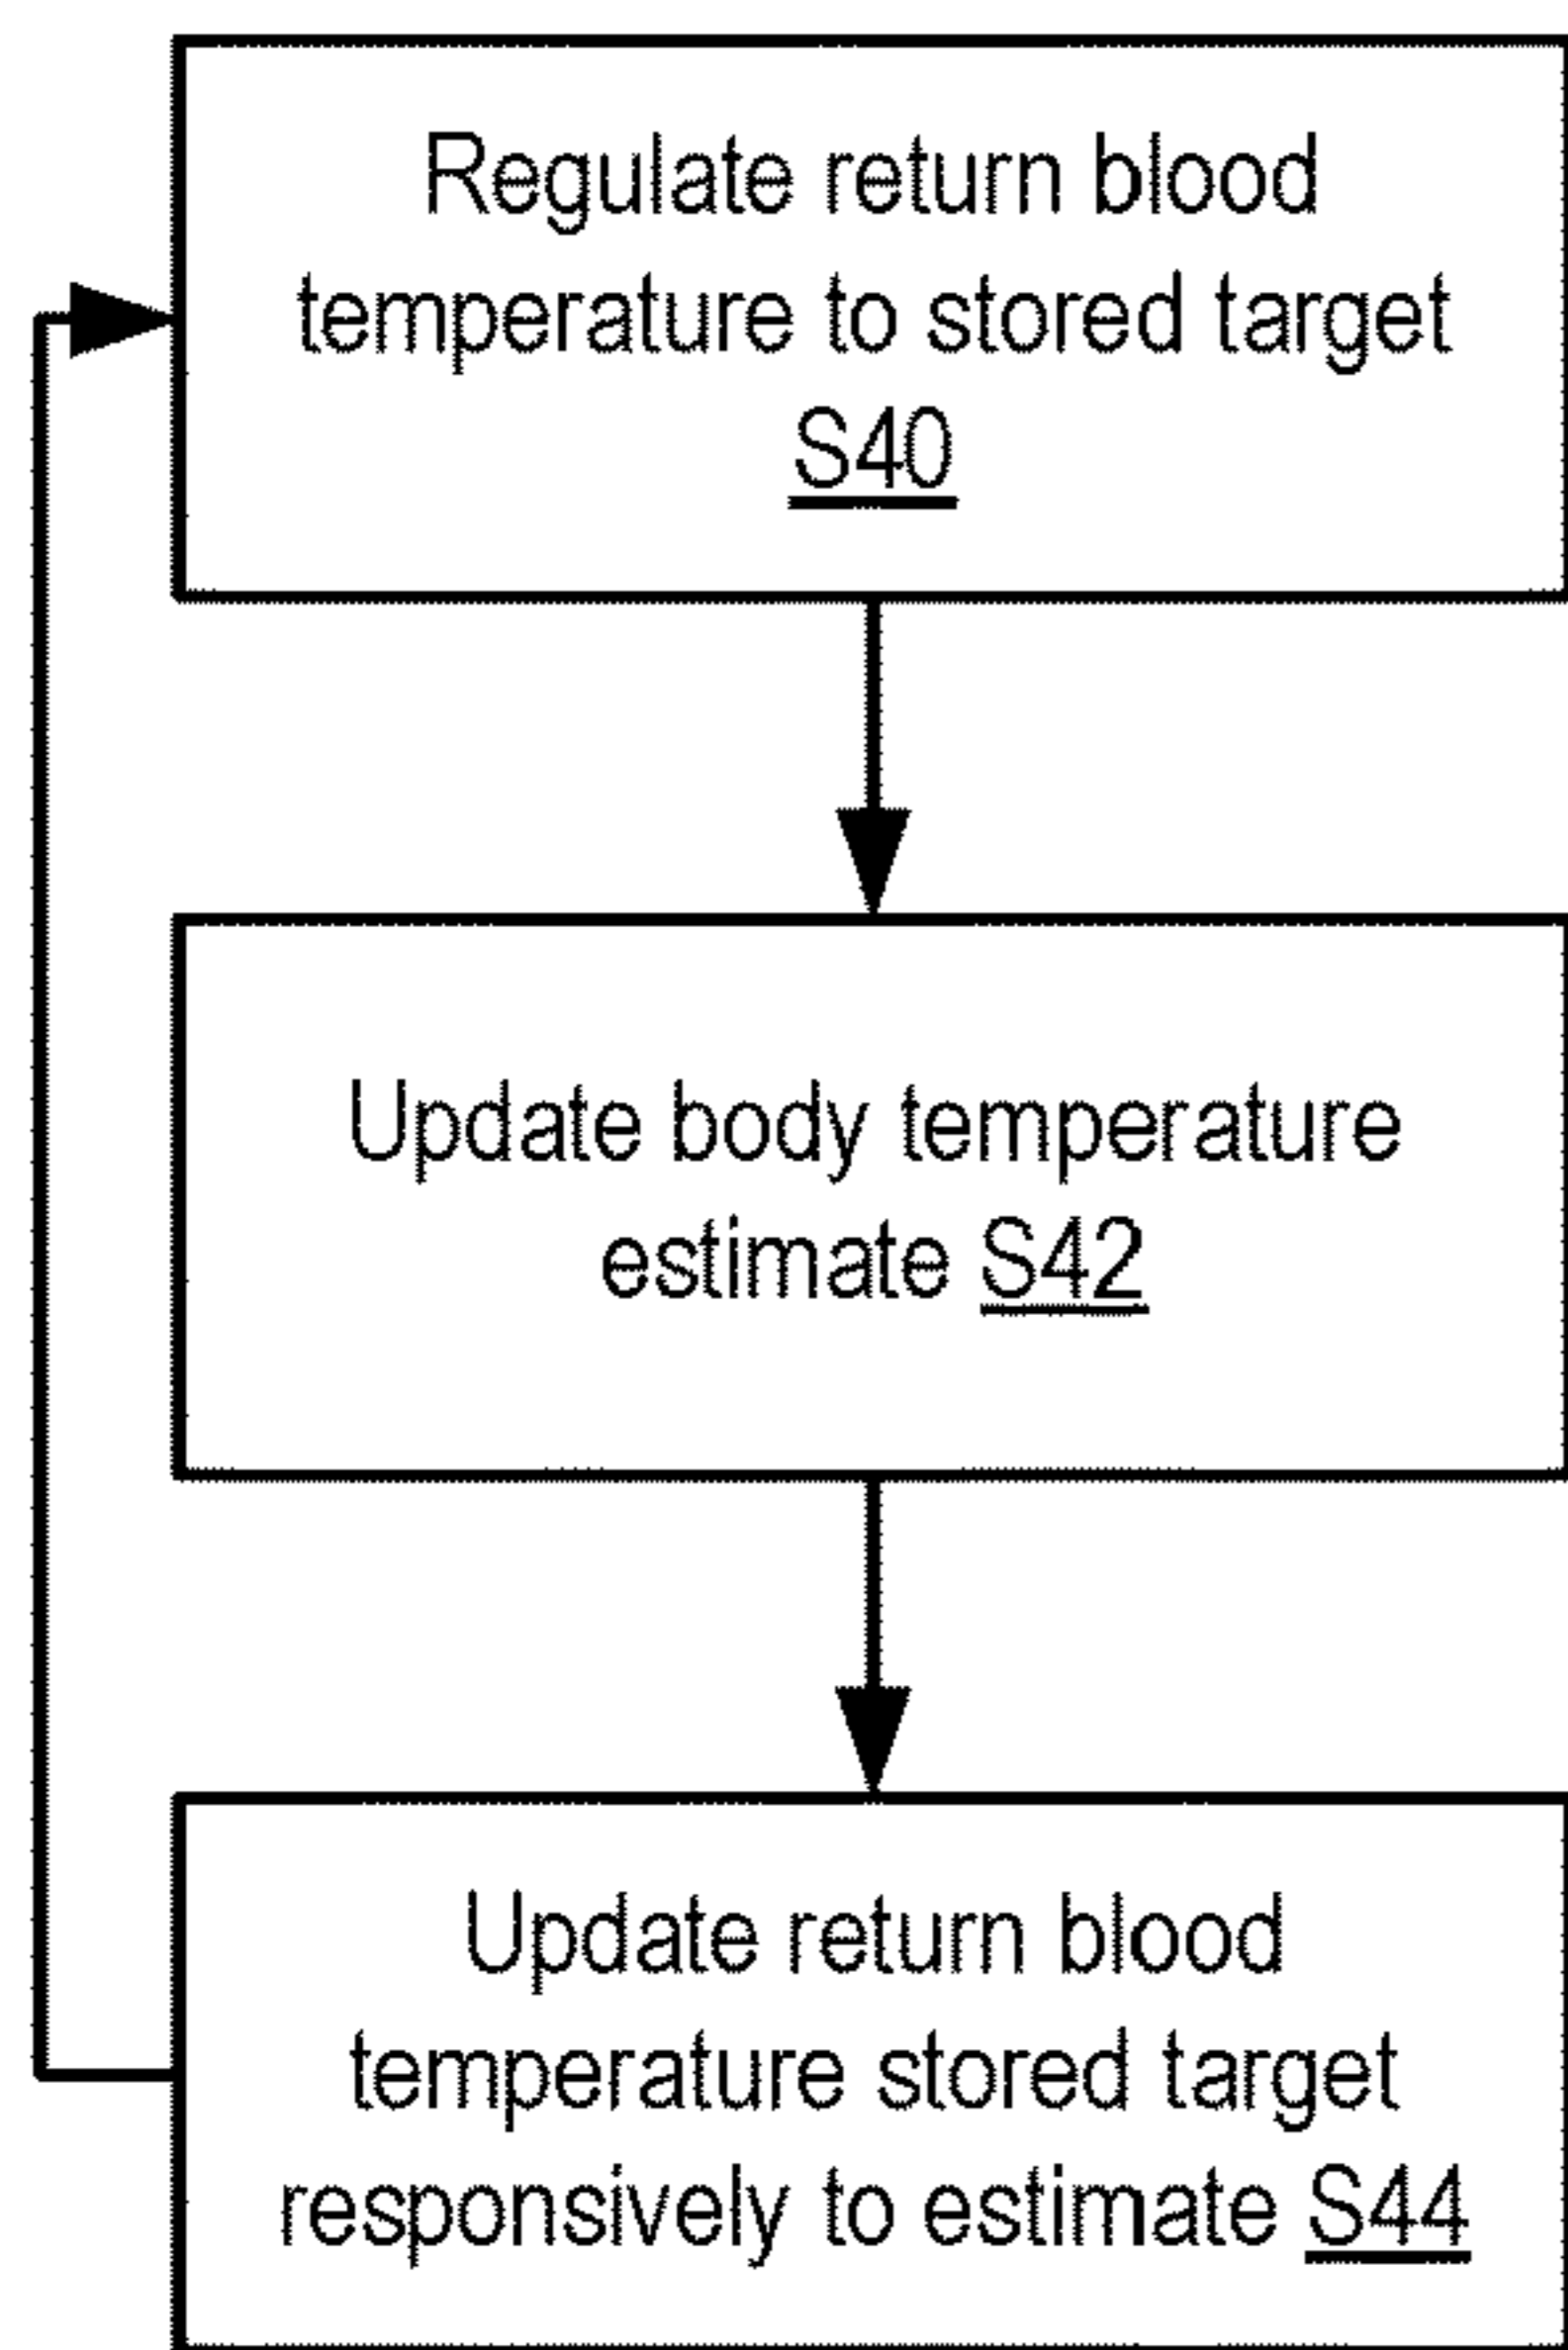 Regulate return blood
temperature to stored target
S40
Update body temperature
estimate S42
Update return blood
temperature stored target
responsively to estimate S44